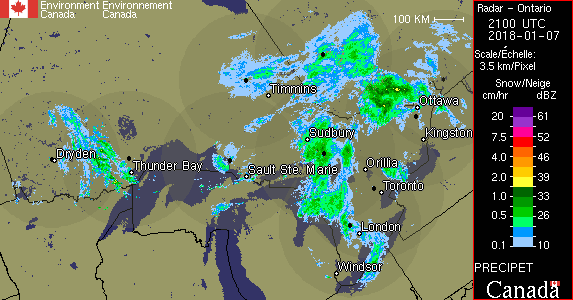 Environment Environnement
Canada Canada
100 KM
Radar - Ontario
2100 UTC
2018-01-07
Scale/Échelle:
3.5 km/Pixel
Snow/Neige
cm/hr dBZ
20 61
7.5 52
4.0 46
2.0 39
1.0 33
0.5 26
0.1 10
PRECIPET
Canada
Timmins
Ottawa
Sudbury
Kingston
Dryden
Thunder Bay
Sault Ste. Marie
Orillia
Toronto
London
Windsor